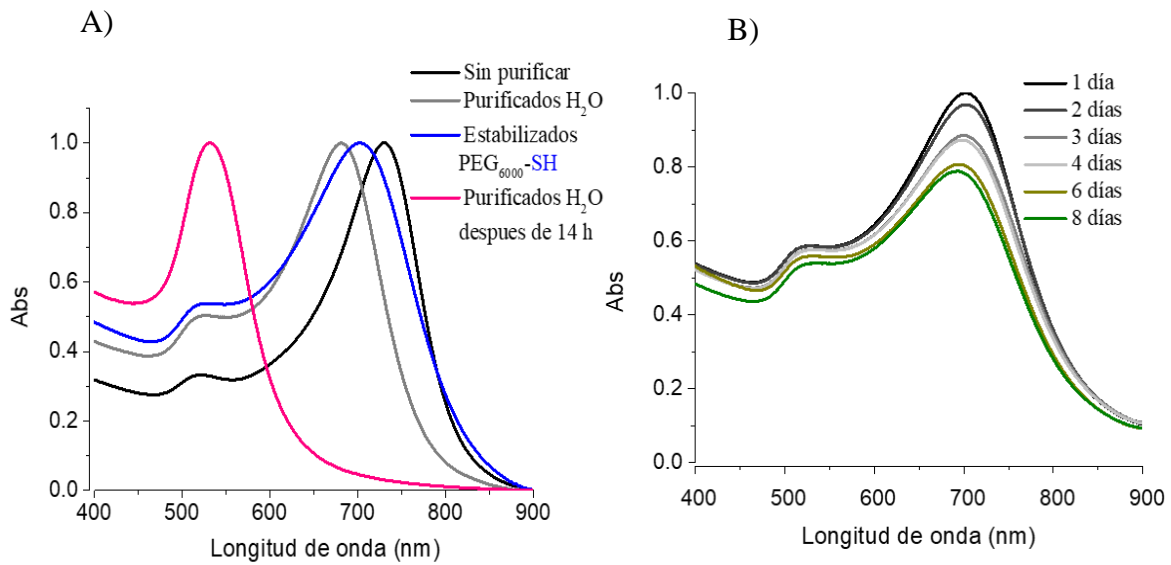 A)
Sin purificar
Purificados H₂O
Estabilizados
PEG₆₀₀₀-SH
Purificados H₂O
despues de 14 h
1.0
0.8
0.6
0.4
0.2
0.0
Abs
400 500 600 700 800 900
Longitud de onda (nm)
B)
1 día
2 días
3 días
4 días
6 días
8 días
1.0
0.8
0.6
0.4
0.2
0.0
Abs
400 500 600 700 800 900
Longitud de onda (nm)